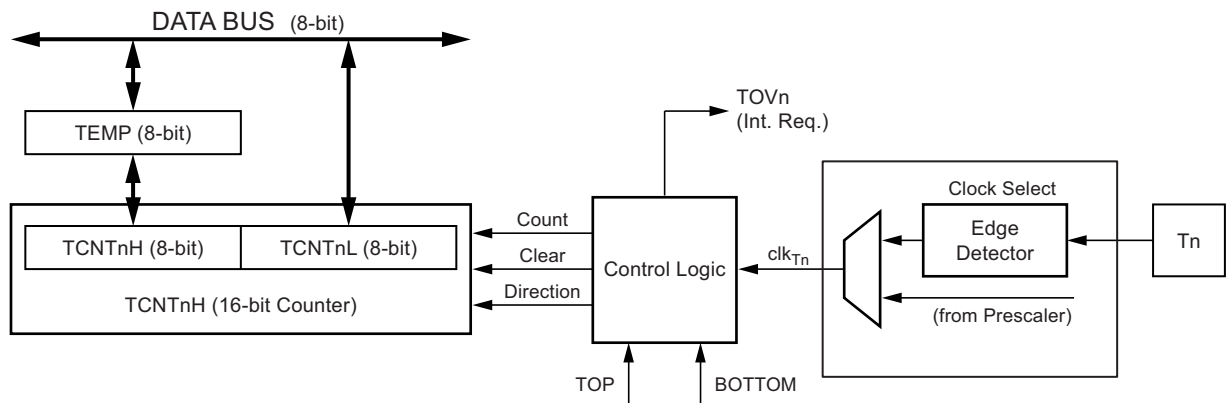 DATA BUS (8-bit)
TEMP (8-bit)
TCNTnH (8-bit)
TCNTnL (8-bit)
TCNTnH (16-bit Counter)
Count
Clear
Direction
Control Logic
TOVn
(Int. Req.)
TOP
BOTTOM
clkTn
Clock Select
Edge
Detector
(from Prescaler)
Tn